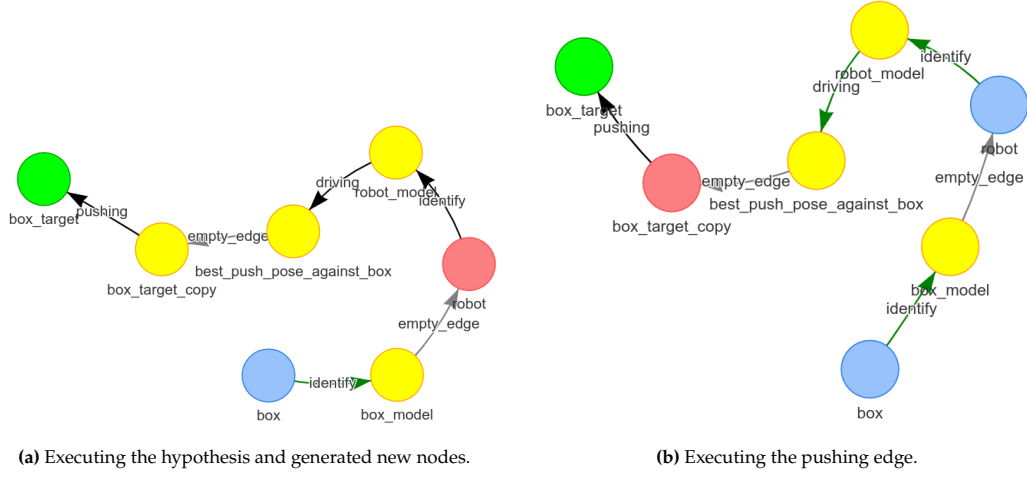 box_target
pushing
box_target_copy
empty_edge
best_push_pose_against_box
driving
robot_model
identify
robot
empty_edge
box
identify
box_model
(a) Executing the hypothesis and generated new nodes.
box_target
pushing
box_target_copy
empty_edge
best_push_pose_against_box
driving
robot_model
identify
robot
empty_edge
box_model
identify
box
(b) Executing the pushing edge.